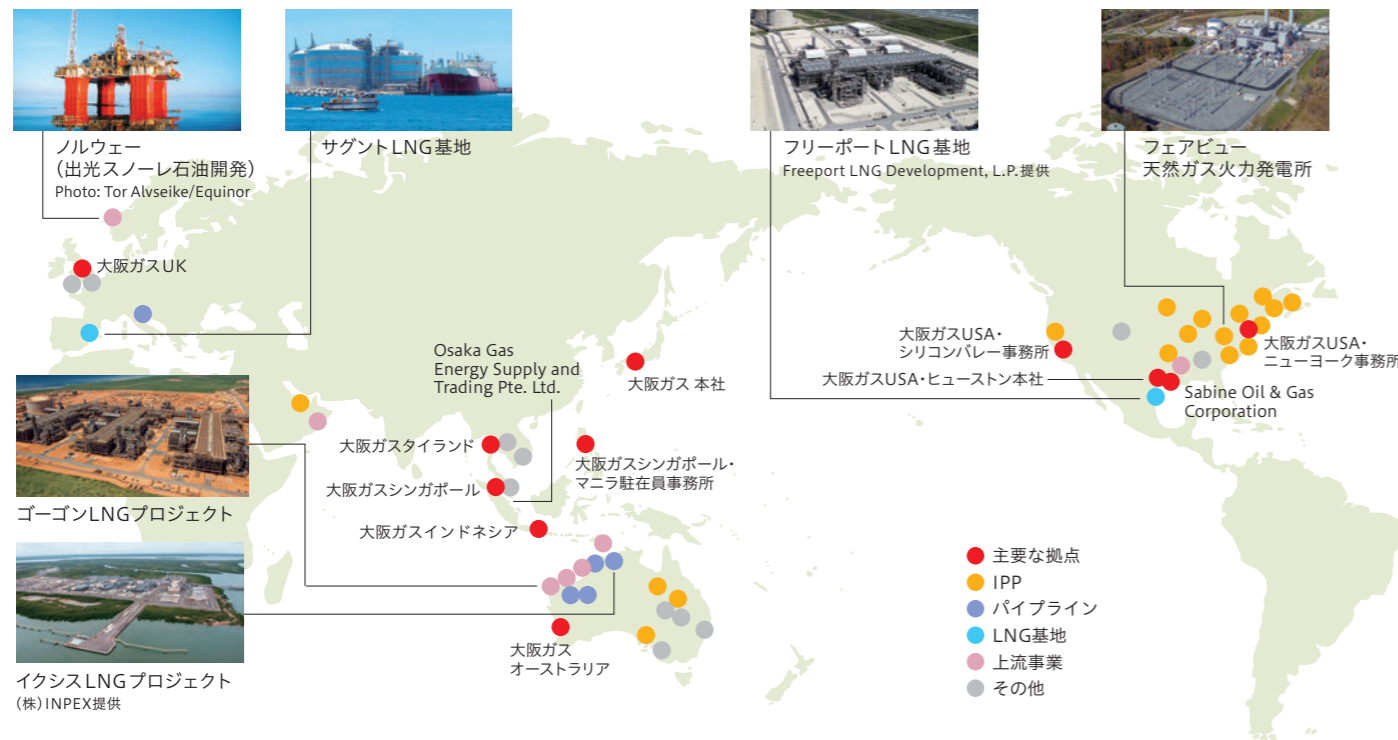 ノルウェー
（出光スノーレ石油開発）
Photo: Tor Alvseike/Equinor
サグントLNG基地
フリーポートLNG基地
Freeport LNG Development, L.P. 提供
フェアビュー
天然ガス火力発電所
大阪ガスUK
Osaka Gas
Energy Supply and
Trading Pte. Ltd.
大阪ガス 本社
大阪ガスUSA・
シリコンバレー事務所
大阪ガスUSA・
ニューヨーク事務所
大阪ガスUSA・ヒューストン本社
Sabine Oil & Gas
Corporation
大阪ガスタイランド
大阪ガスシンガポール・
マニラ駐在員事務所
大阪ガスシンガポール
大阪ガスインドネシア
ゴーゴンLNGプロジェクト
大阪ガス
オーストラリア
イクシスLNGプロジェクト
（株）INPEX提供
主要な拠点
IPP
パイプライン
LNG基地
上流事業
その他